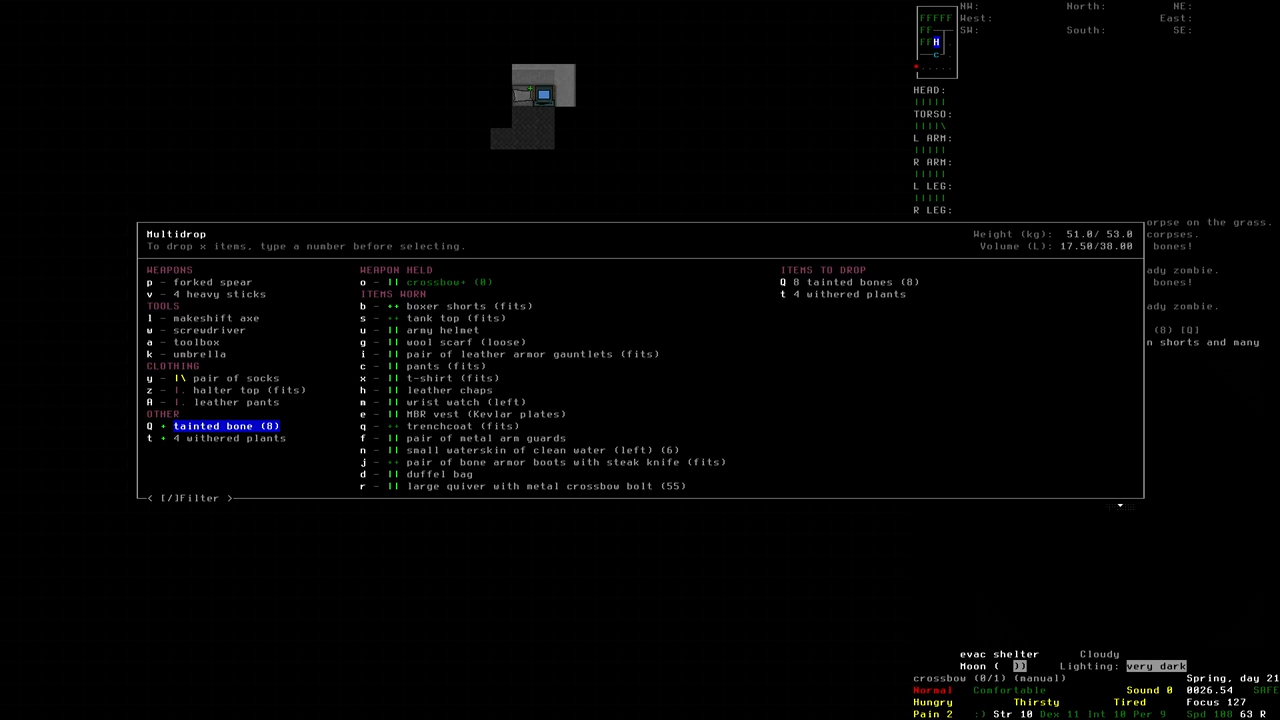 NW: North: NE:
FFFFF West: East:
FF SW: South: SE:
FFH
c
HEAD:
|||||
TORSO:
||||\
L ARM:
|||||
R ARM:
|||||
L LEG:
|||||
R LEG:
orpse on the grass.
Multidrop Weight (kg): 51.0/ 53.0 corpses.
To drop x items, type a number before selecting. Volume (L): 17.50/38.00 bones!
WEAPONS WEAPON HELD ITEMS TO DROP ady zombie.
p - forked spear o - || crossbow+ (0) Q 8 tainted bones (8) bones!
v - 4 heavy sticks ITEMS WORN t 4 withered plants
TOOLS b - ++ boxer shorts (fits) ady zombie.
l - makeshift axe s - ++ tank top (fits)
w - screwdriver u - || army helmet (8) [Q]
a - toolbox g - || wool scarf (loose) n shorts and many
k - umbrella i - || pair of leather armor gauntlets (fits)
CLOTHING c - || pants (fits)
y - |\ pair of socks x - || t-shirt (fits)
z - |. halter top (fits) h - || leather chaps
A - |. leather pants m - || wrist watch (left)
OTHER e - || MBR vest (Kevlar plates)
Q + tainted bone (8) q - ++ trenchcoat (fits)
t + 4 withered plants f - || pair of metal arm guards
n - || small waterskin of clean water (left) (6)
j - ++ pair of bone armor boots with steak knife (fits)
d - || duffel bag
r - || large quiver with metal crossbow bolt (55)
< [/]Filter >
evac shelter Cloudy
Moon ( )) Lighting: very dark
crossbow (0/1) (manual) Spring, day 21
Normal Comfortable Sound 0 0026.54 SAFE
Hungry Thirsty Tired Focus 127
Pain 2 :) Str 10 Dex 11 Int 10 Per 9 Spd 108 63 R